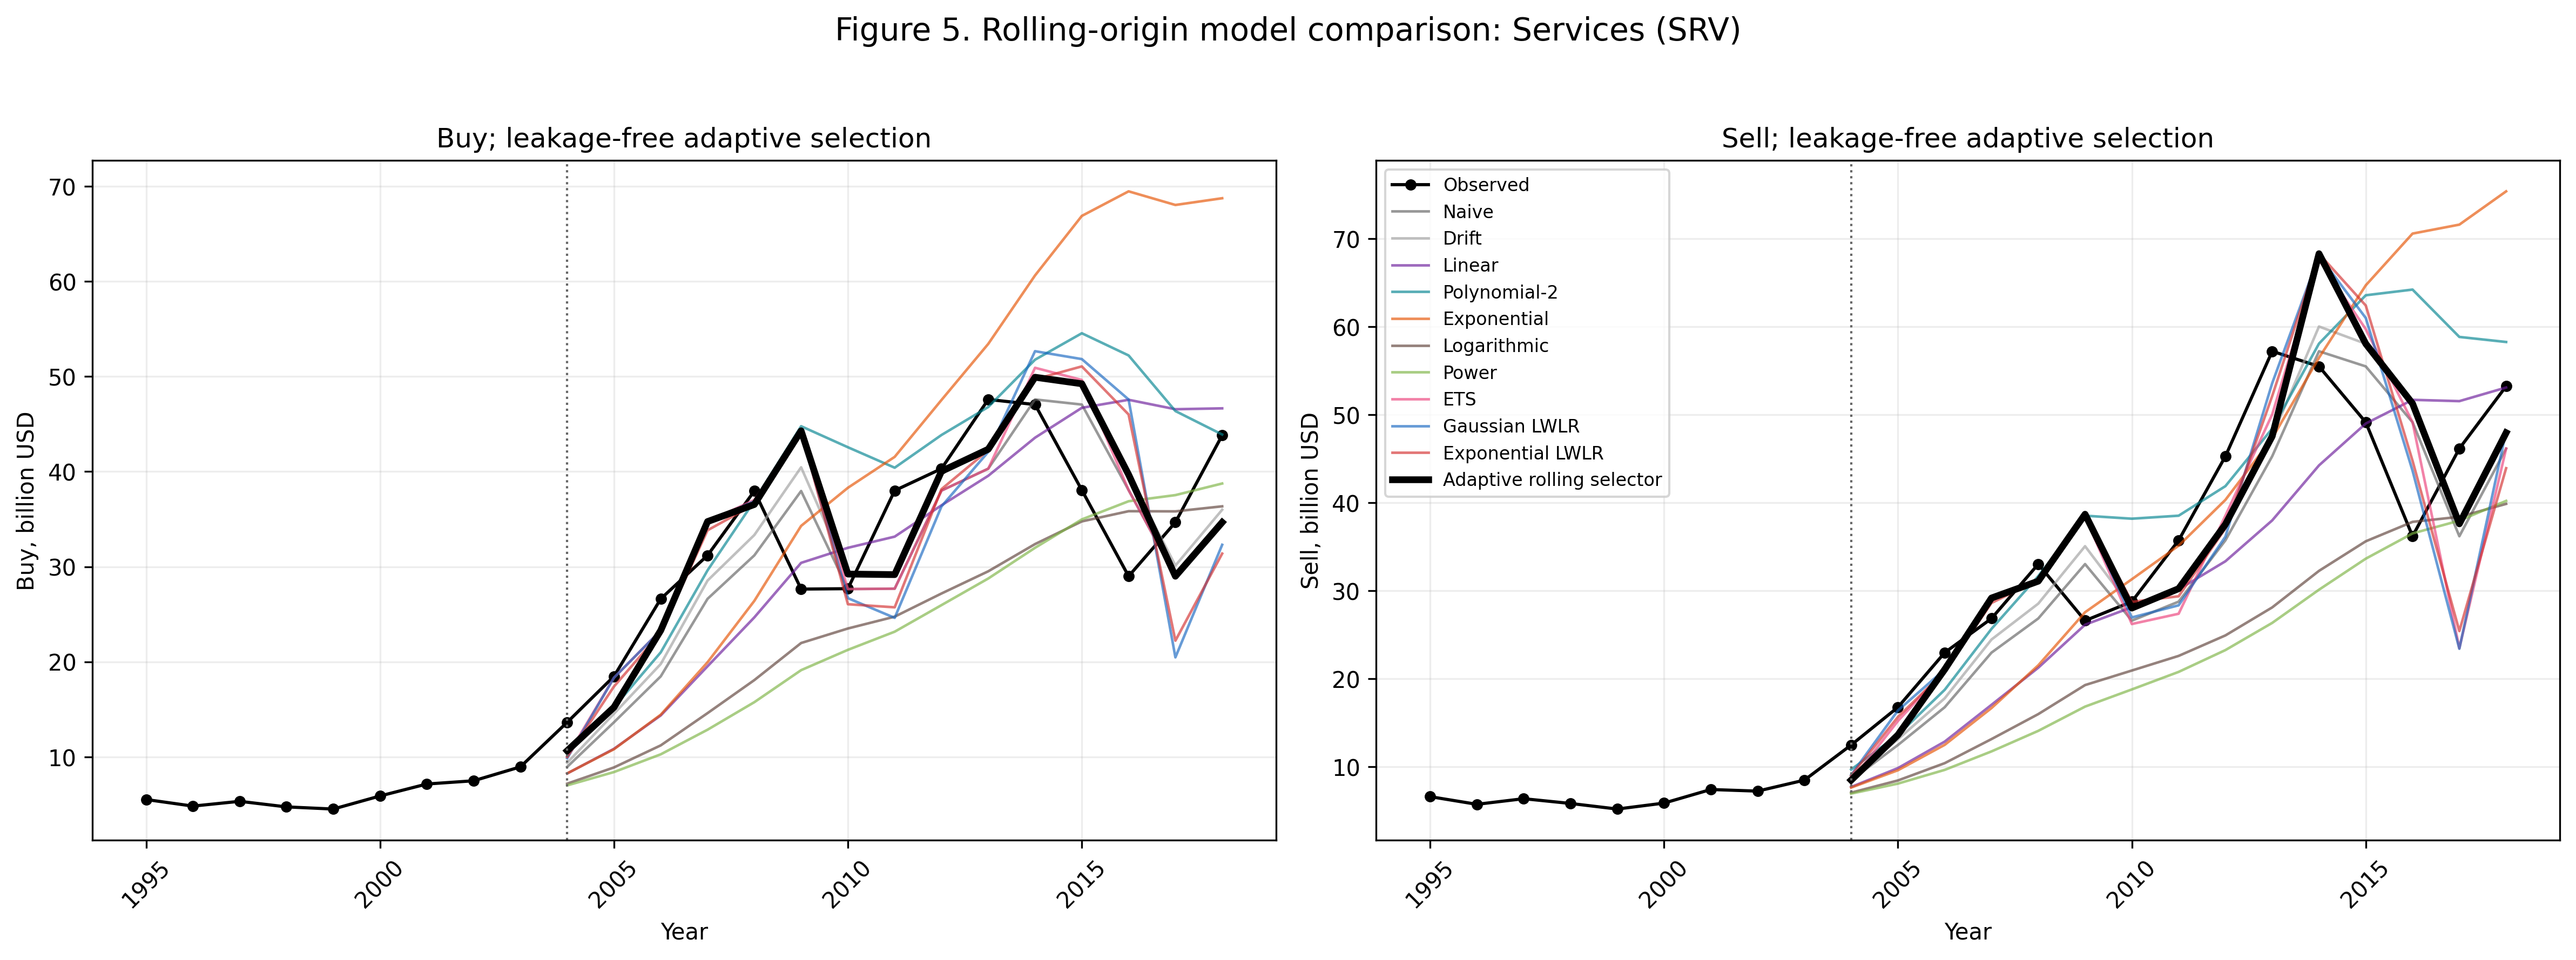 Figure 5. Rolling-origin model comparison: Services (SRV)
Buy; leakage-free adaptive selection
Buy, billion USD
70
60
50
40
30
20
10
1995
2000
2005
2010
2015
Year
Sell; leakage-free adaptive selection
Sell, billion USD
70
60
50
40
30
20
10
Observed
Naive
Drift
Linear
Polynomial-2
Exponential
Logarithmic
Power
ETS
Gaussian LWLR
Exponential LWLR
Adaptive rolling selector
1995
2000
2005
2010
2015
Year